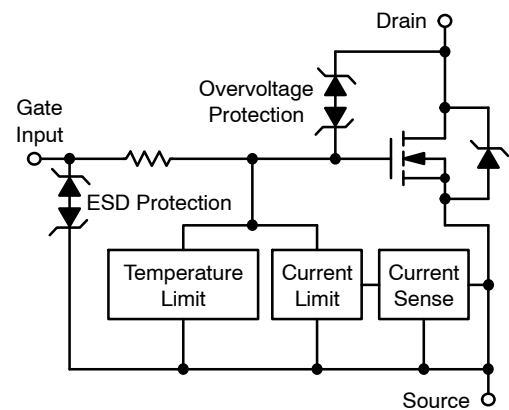 Drain
Overvoltage
Protection
Gate
Input
ESD Protection
Temperature
Limit
Current
Limit
Current
Sense
Source